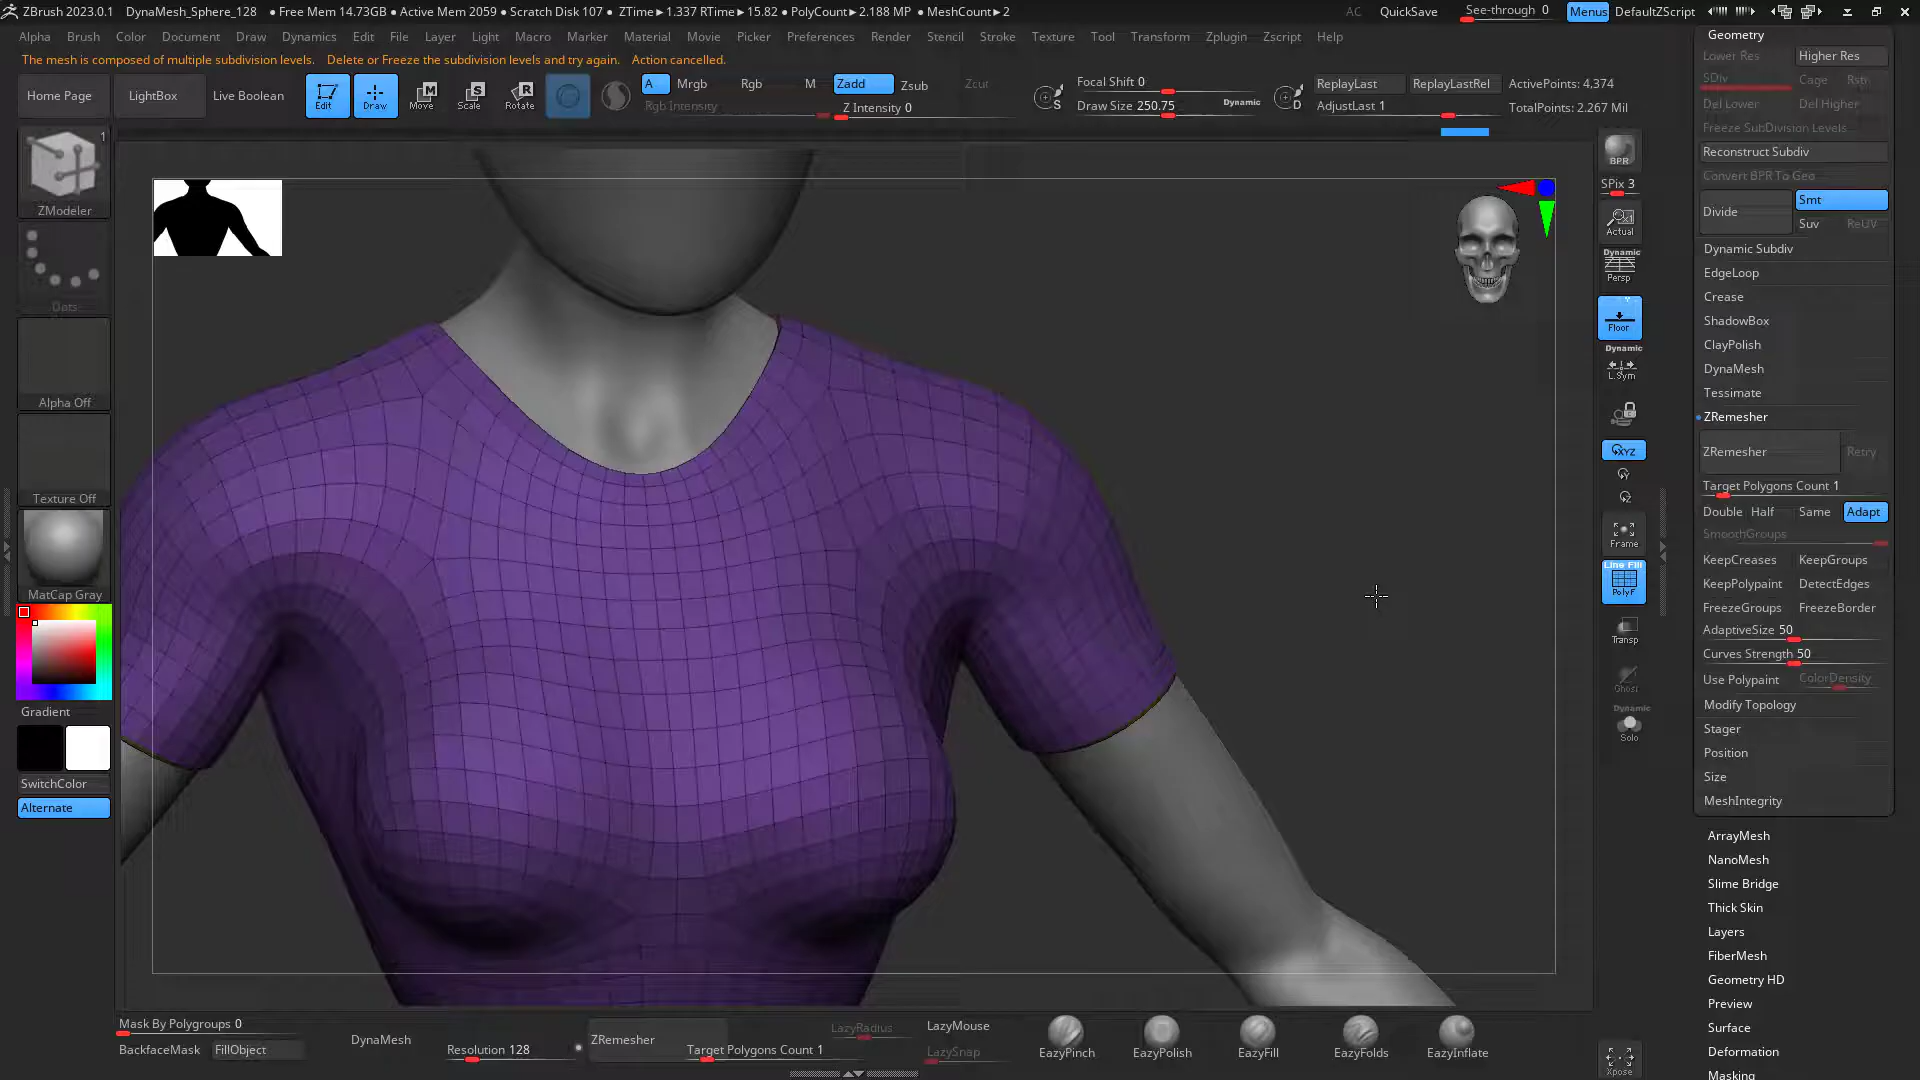 ZBrush 2023.0.1 DynaMesh_Sphere_128 ● Free Mem 14.73GB ● Active Mem 2059 ● Scratch Disk 107 ● ZTime►1.337 RTime►15.82 ● PolyCount►2.188 MP ● MeshCount►2 AC QuickSave See-through 0 Menus DefaultZScript
Alpha Brush Color Document Draw Dynamics Edit File Layer Light Macro Marker Material Movie Picker Preferences Render Stencil Stroke Texture Tool Transform Zplugin Zscript Help
The mesh is composed of multiple subdivision levels. Delete or Freeze the subdivision levels and try again. Action cancelled.
Home Page LightBox Live Boolean Edit Draw Move Scale Rotate
A Mrgb Rgb M Zadd Zsub Zcut
Rgb Intensity Z Intensity 0
S Focal Shift 0
Draw Size 250.75 Dynamic
D ReplayLast ReplayLastRel ActivePoints: 4,374
AdjustLast 1 TotalPoints: 2.267 Mil
1
ZModeler
Dots
Alpha Off
Texture Off
MatCap Gray
Gradient
SwitchColor
Alternate
BPR
SPix 3
Actual
Dynamic
Persp
Floor
Dynamic
L.Sym
XYZ
Y
Z
Frame
Line Fill
PolyF
Transp
Ghost
Dynamic
Solo
Xpose
Geometry
Lower Res Higher Res
SDiv Cage Rstr
Del Lower Del Higher
Freeze SubDivision Levels
Reconstruct Subdiv
Convert BPR To Geo
Divide Smt
Suv ReUV
Dynamic Subdiv
EdgeLoop
Crease
ShadowBox
ClayPolish
DynaMesh
Tessimate
ZRemesher
ZRemesher Retry
Target Polygons Count 1
Double Half Same Adapt
SmoothGroups
KeepCreases KeepGroups
KeepPolypaint DetectEdges
FreezeGroups FreezeBorder
AdaptiveSize 50
Curves Strength 50
Use Polypaint ColorDensity
Modify Topology
Stager
Position
Size
MeshIntegrity
ArrayMesh
NanoMesh
Slime Bridge
Thick Skin
Layers
FiberMesh
Geometry HD
Preview
Surface
Deformation
Masking
Mask By Polygroups 0
BackfaceMask FillObject
DynaMesh
Resolution 128
ZRemesher
Target Polygons Count 1
LazyRadius LazyMouse
LazySnap
EazyPinch EazyPolish EazyFill EazyFolds EazyInflate